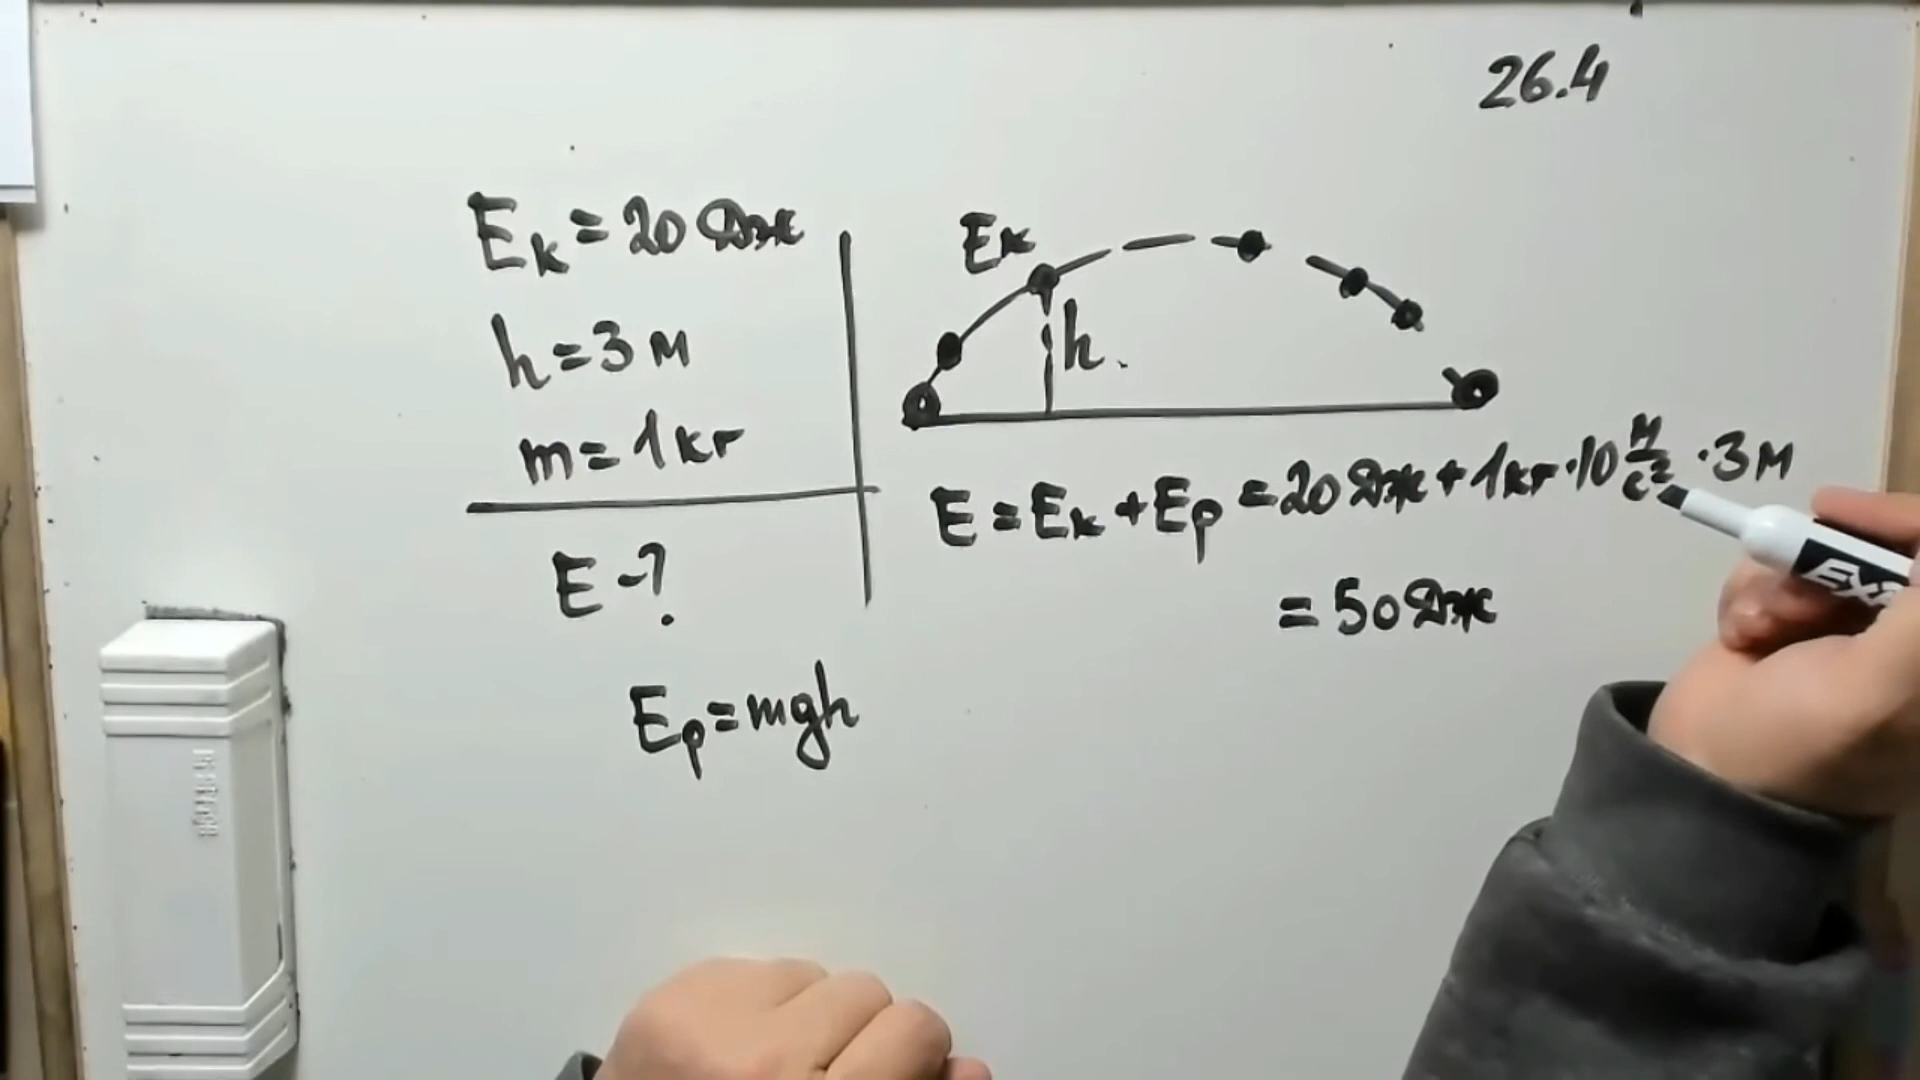 26.4
Eк = 20 Дж
h = 3 м
m = 1 кг
E - ?
Ep = mgh
Eк
h.
E = Eк + Ep = 20 Дж + 1 кг · 10 м/с² · 3 м
= 50 Дж